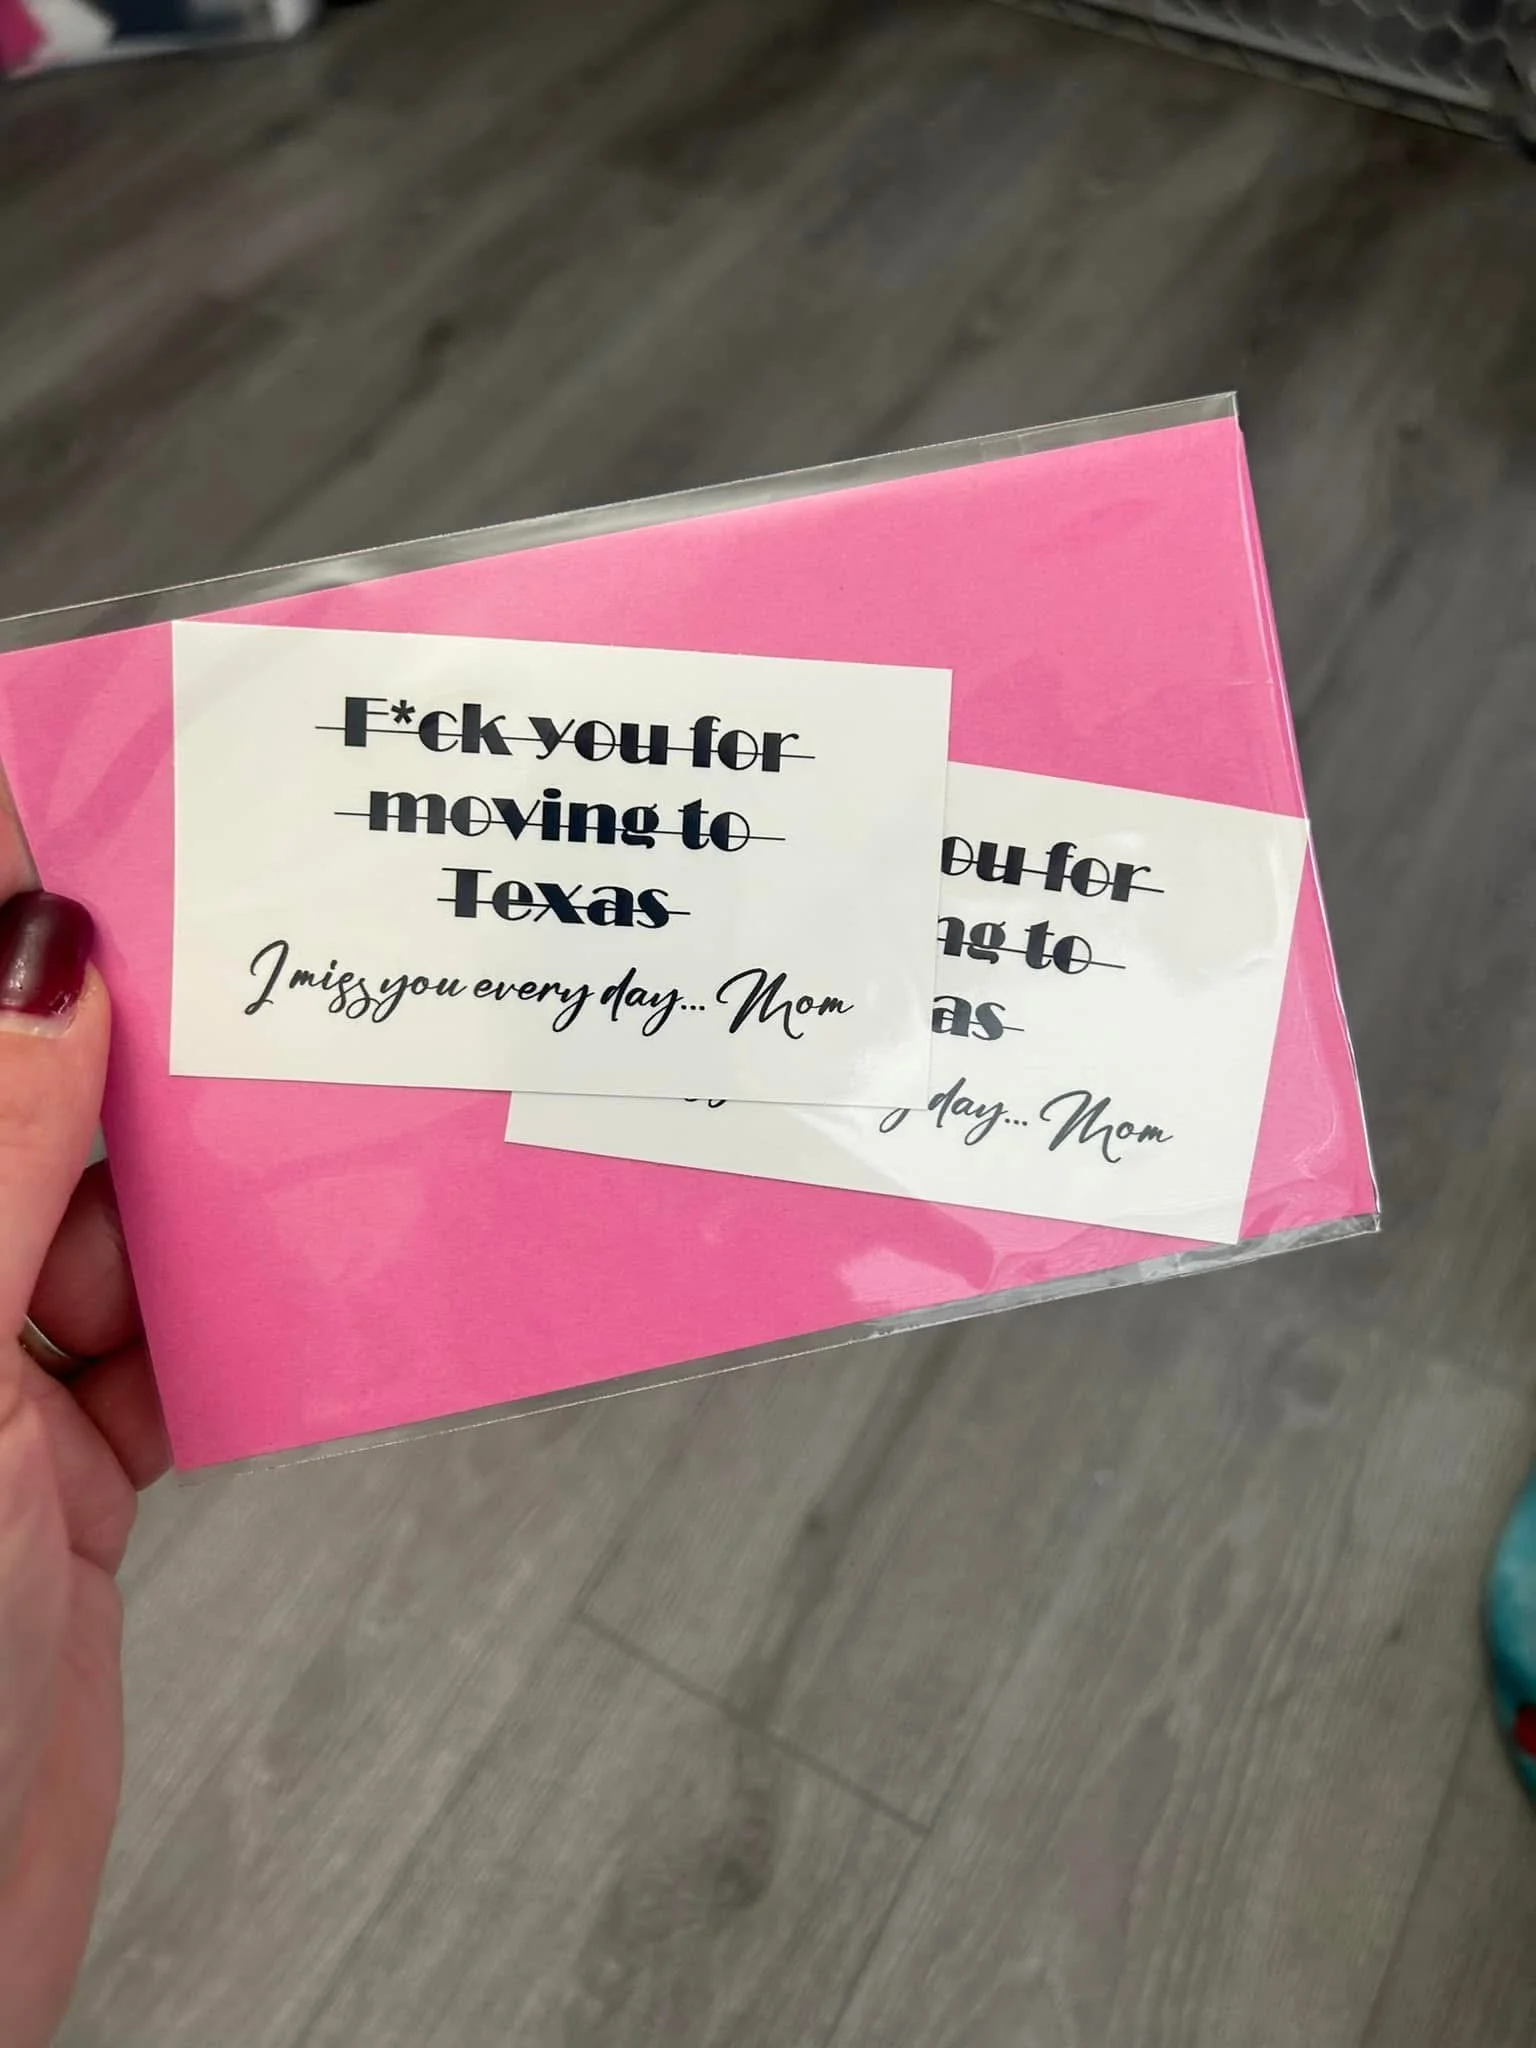 F*ck you for
moving to
Texas
I miss you every day... Mom
ou for
ng to
as
day... Mom